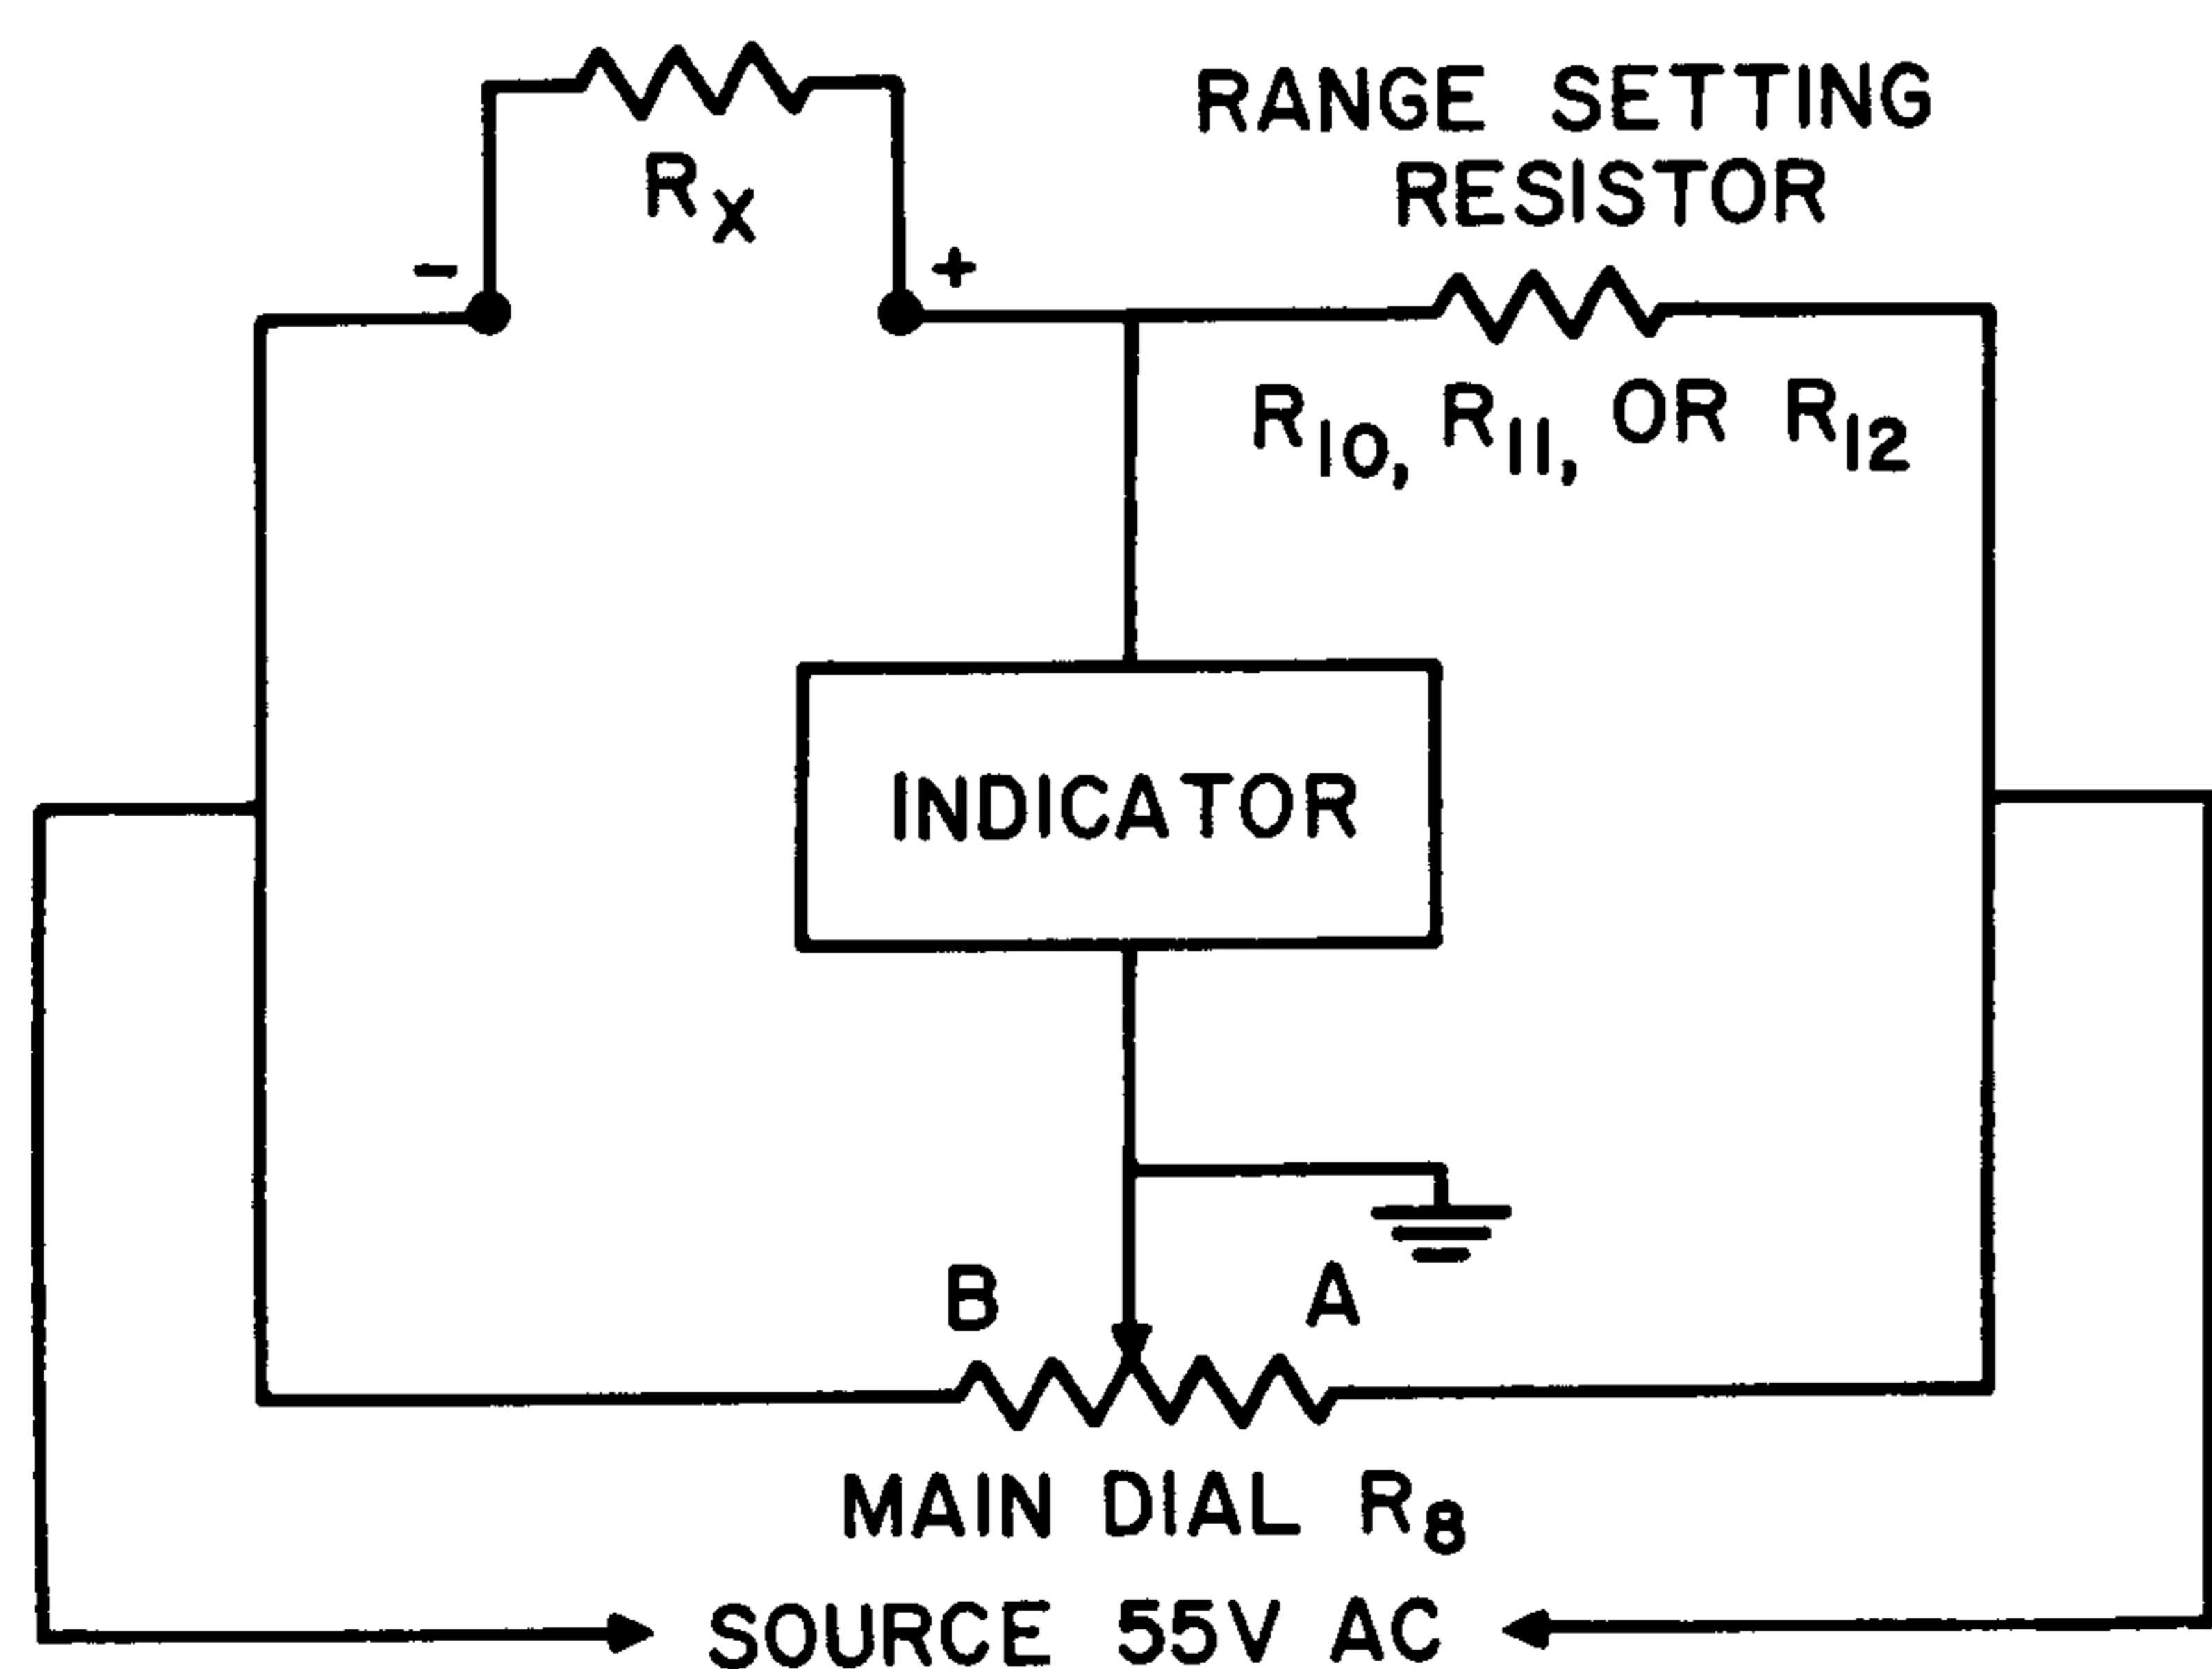 RANGE SETTING
RESISTOR
RX
-
+
R10, R11, OR R12
INDICATOR
B
A
MAIN DIAL R8
SOURCE 55V AC